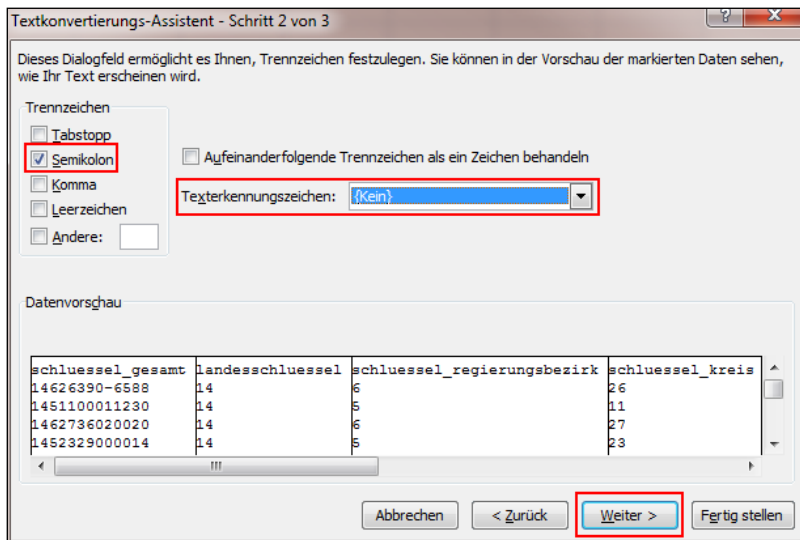 Textkonvertierungs-Assistent - Schritt 2 von 3
Dieses Dialogfeld ermöglicht es Ihnen, Trennzeichen festzulegen. Sie können in der Vorschau der markierten Daten sehen,
wie Ihr Text erscheinen wird.
Trennzeichen
Tabstopp
Semikolon
Komma
Leerzeichen
Andere:
Aufeinanderfolgende Trennzeichen als ein Zeichen behandeln
Texterkennungszeichen: {Kein}
Datenvorschau
schluessel_gesamt landesschluessel schluessel_regierungsbezirk schluessel_kreis
14626390-6588 14 6 26
1451100011230 14 5 11
1462736020020 14 6 27
1452329000014 14 5 23
Abbrechen < Zurück Weiter > Fertig stellen